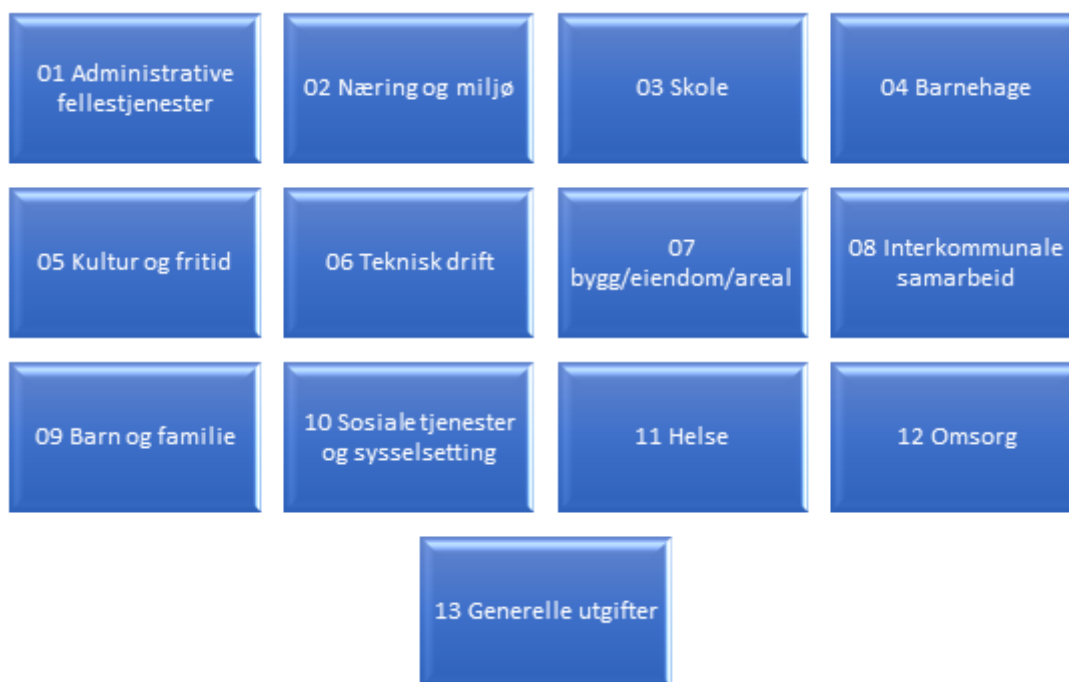 01 Administrative
fellestjenester
02 Næring og miljø
03 Skole
04 Barnehage
05 Kultur og fritid
06 Teknisk drift
07
bygg/eiendom/areal
08 Interkommunale
samarbeid
09 Barn og familie
10 Sosiale tjenester
og sysselsetting
11 Helse
12 Omsorg
13 Generelle utgifter